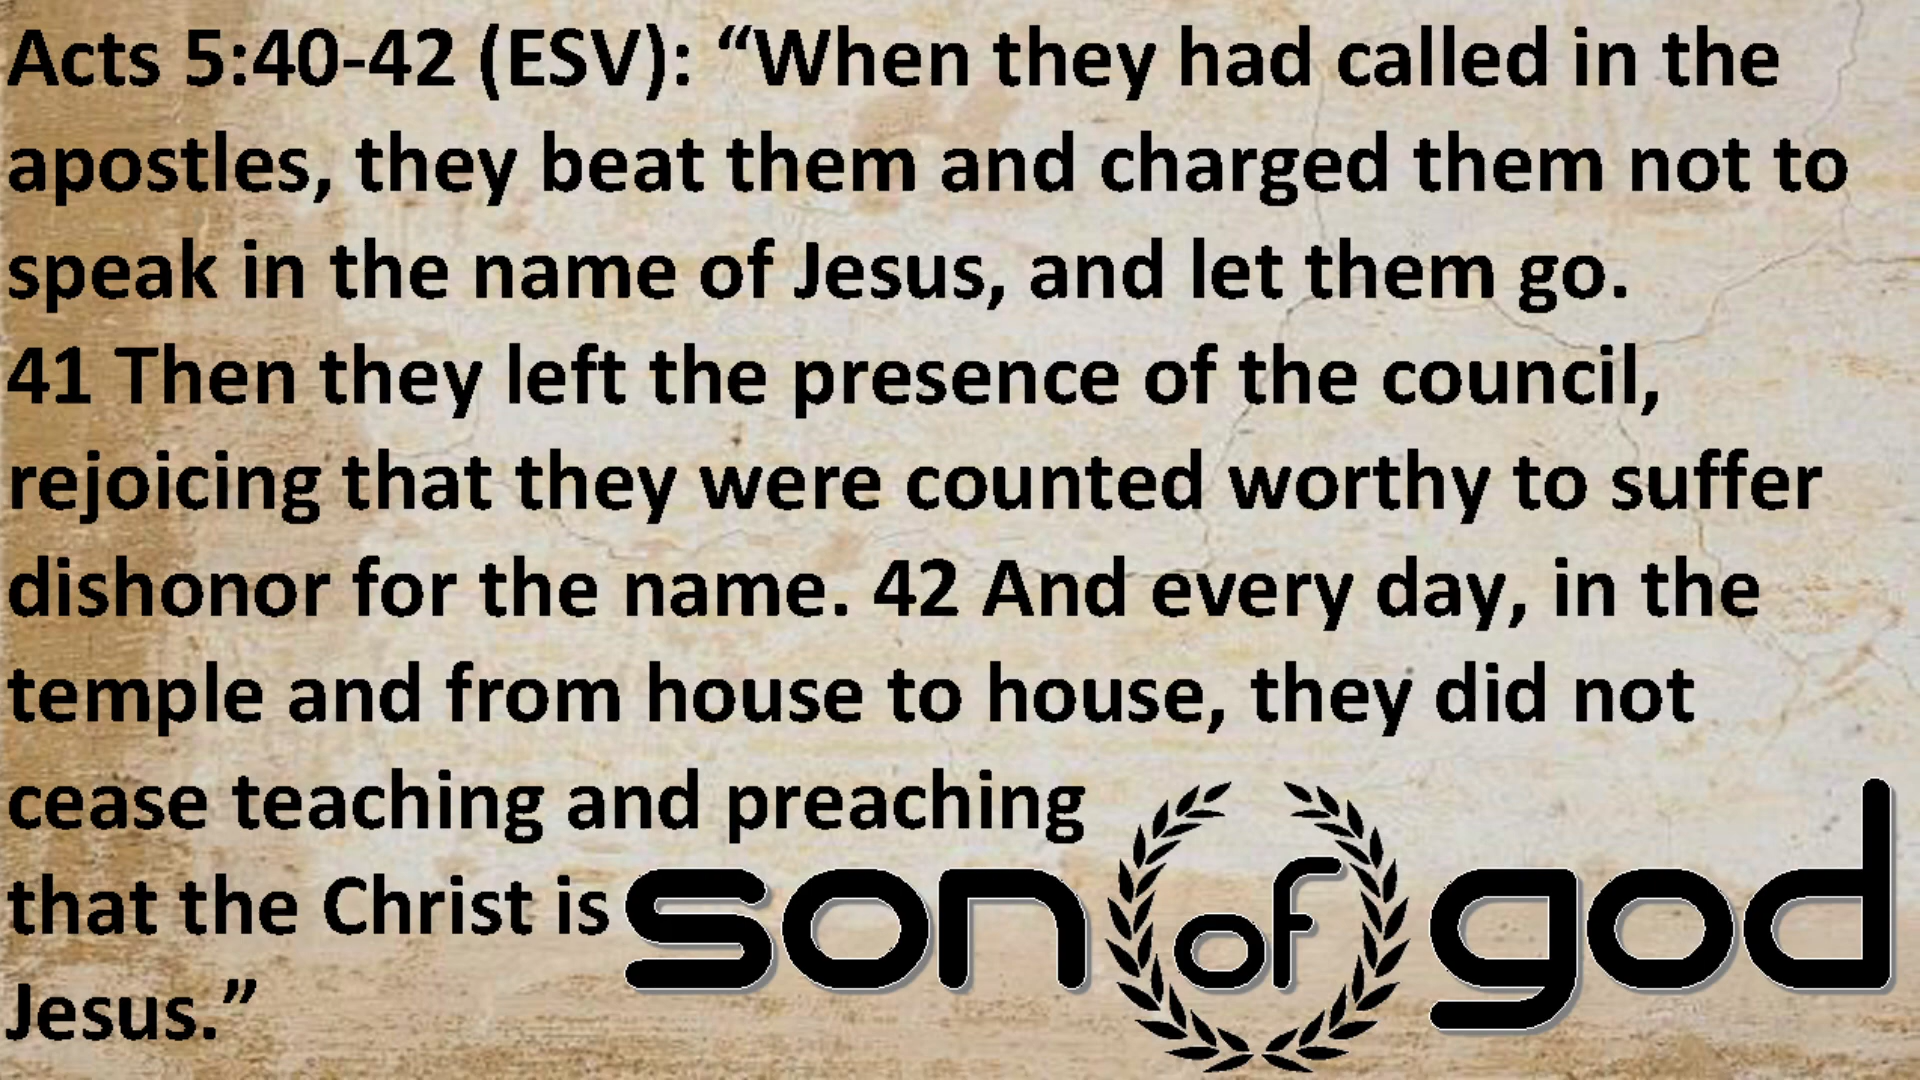 Acts 5:40-42 (ESV): “When they had called in the
apostles, they beat them and charged them not to
speak in the name of Jesus, and let them go.
41 Then they left the presence of the council,
rejoicing that they were counted worthy to suffer
dishonor for the name. 42 And every day, in the
temple and from house to house, they did not
cease teaching and preaching
that the Christ is
Jesus.”
son of god